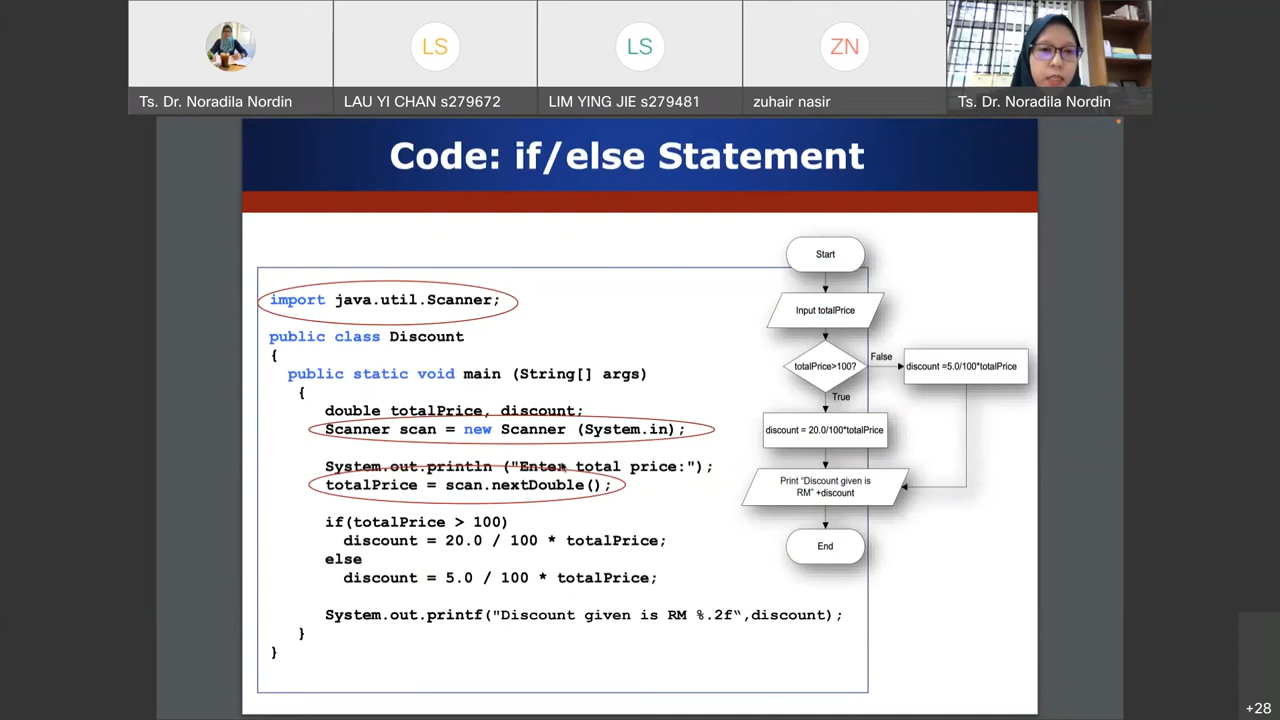 LS
LS
ZN
Ts. Dr. Noradila Nordin
LAU YI CHAN s279672
LIM YING JIE s279481
zuhair nasir
Ts. Dr. Noradila Nordin
Code: if/else Statement
import java.util.Scanner;
public class Discount
{
public static void main (String[] args)
{
double totalPrice, discount;
Scanner scan = new Scanner (System.in);
System.out.println ("Enter total price:");
totalPrice = scan.nextDouble();
if(totalPrice > 100)
discount = 20.0 / 100 * totalPrice;
else
discount = 5.0 / 100 * totalPrice;
System.out.printf("Discount given is RM %.2f“,discount);
}
}
Start
Input totalPrice
totalPrice>100?
False
discount =5.0/100*totalPrice
True
discount = 20.0/100*totalPrice
Print “Discount given is
RM” +discount
End
+28